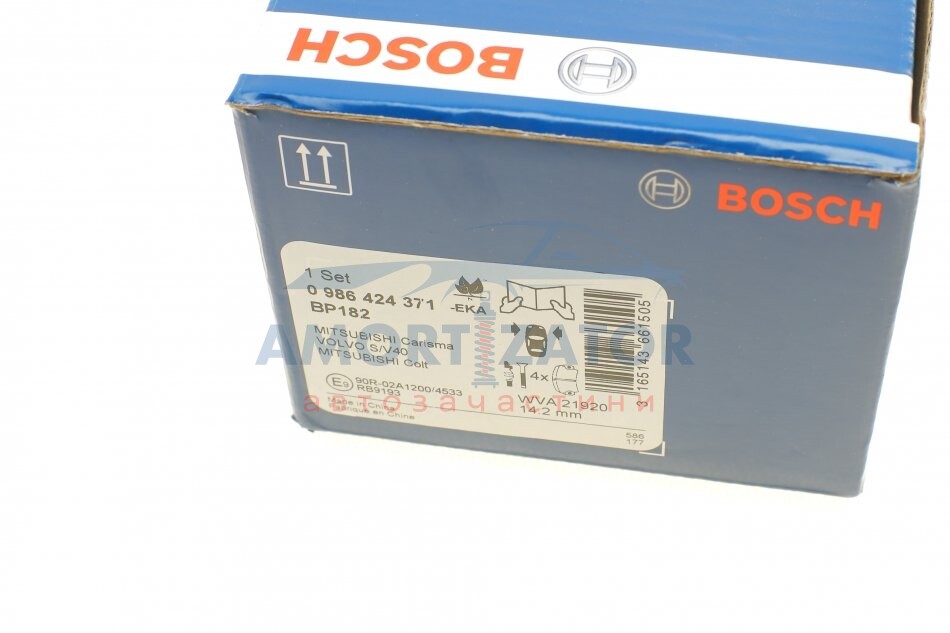 BOSCH
BOSCH
1 Set
0 986 424 371
-EKA
BP182
MITSUBISHI Carisma
VOLVO S/V40
MITSUBISHI Colt
E9 90R-02A1200/4533
RB9193
Made in China
Fabriqué en Chine
4x
WVA 21920
14.2 mm
3 165143 661505
586
177
AMORTIZATOR
автозачастини